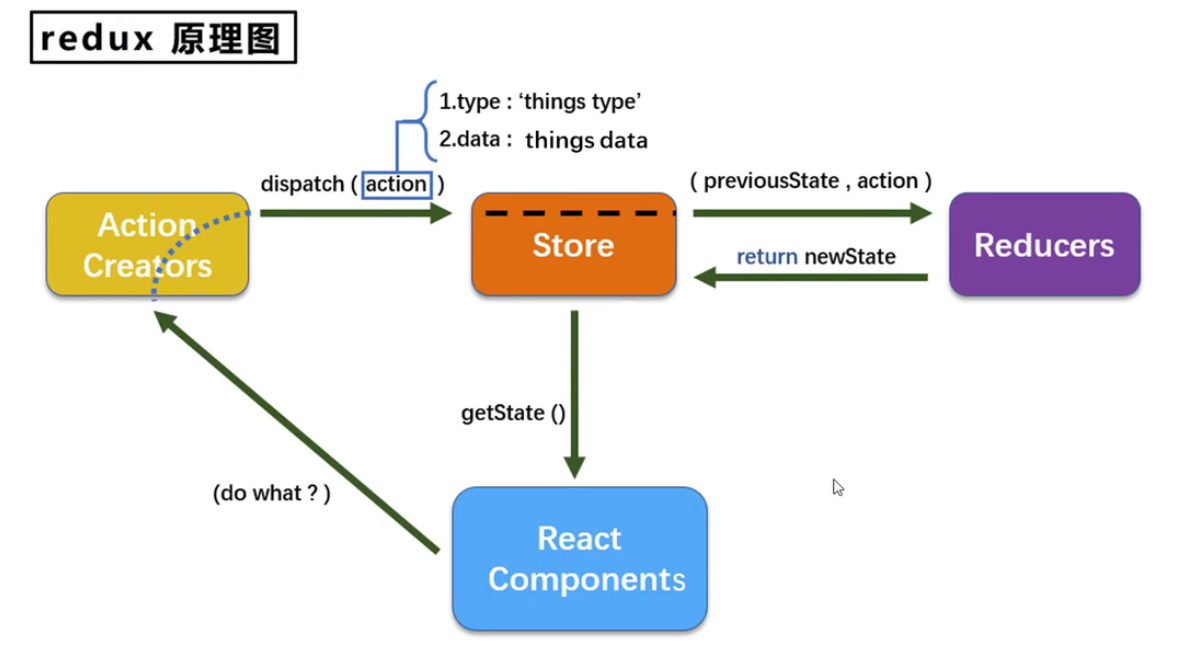 redux 原理图
1.type : ‘things type’
2.data : things data
dispatch ( action )
( previousState , action )
Action
Creators
Store
return newState
Reducers
getState ()
(do what ? )
React
Components